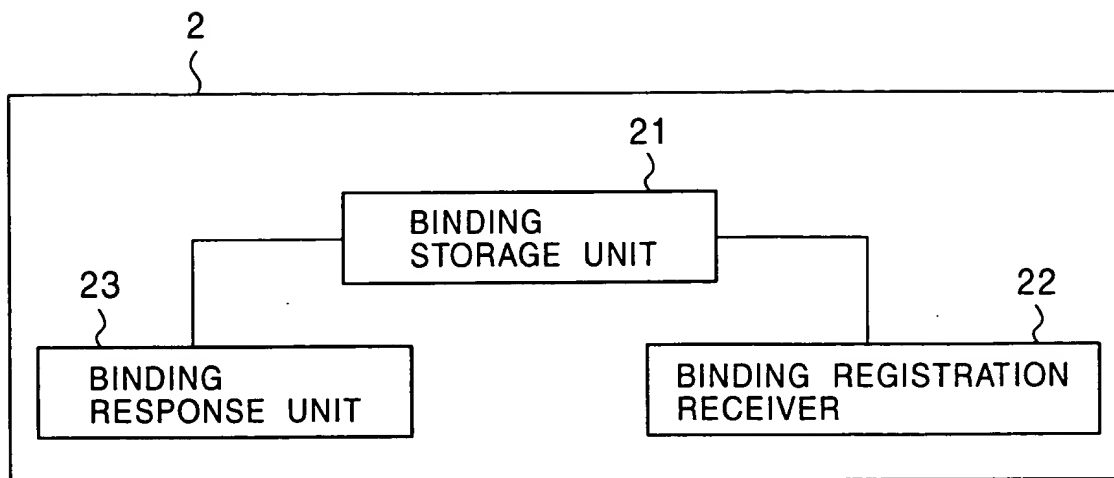 2
21
BINDING
STORAGE UNIT
23
BINDING
RESPONSE UNIT
22
BINDING REGISTRATION
RECEIVER